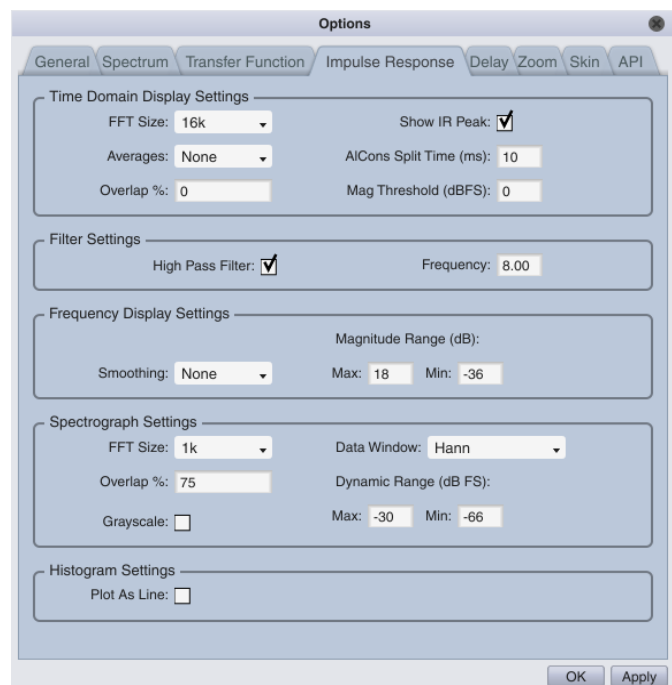 Options
General Spectrum Transfer Function Impulse Response Delay Zoom Skin API
Time Domain Display Settings
FFT Size: 16k Show IR Peak:
Averages: None AlCons Split Time (ms): 10
Overlap %: 0 Mag Threshold (dBFS): 0
Filter Settings
High Pass Filter: Frequency: 8.00
Frequency Display Settings
Magnitude Range (dB):
Smoothing: None Max: 18 Min: -36
Spectrograph Settings
FFT Size: 1k Data Window: Hann
Overlap %: 75 Dynamic Range (dB FS):
Grayscale: Max: -30 Min: -66
Histogram Settings
Plot As Line:
OK Apply